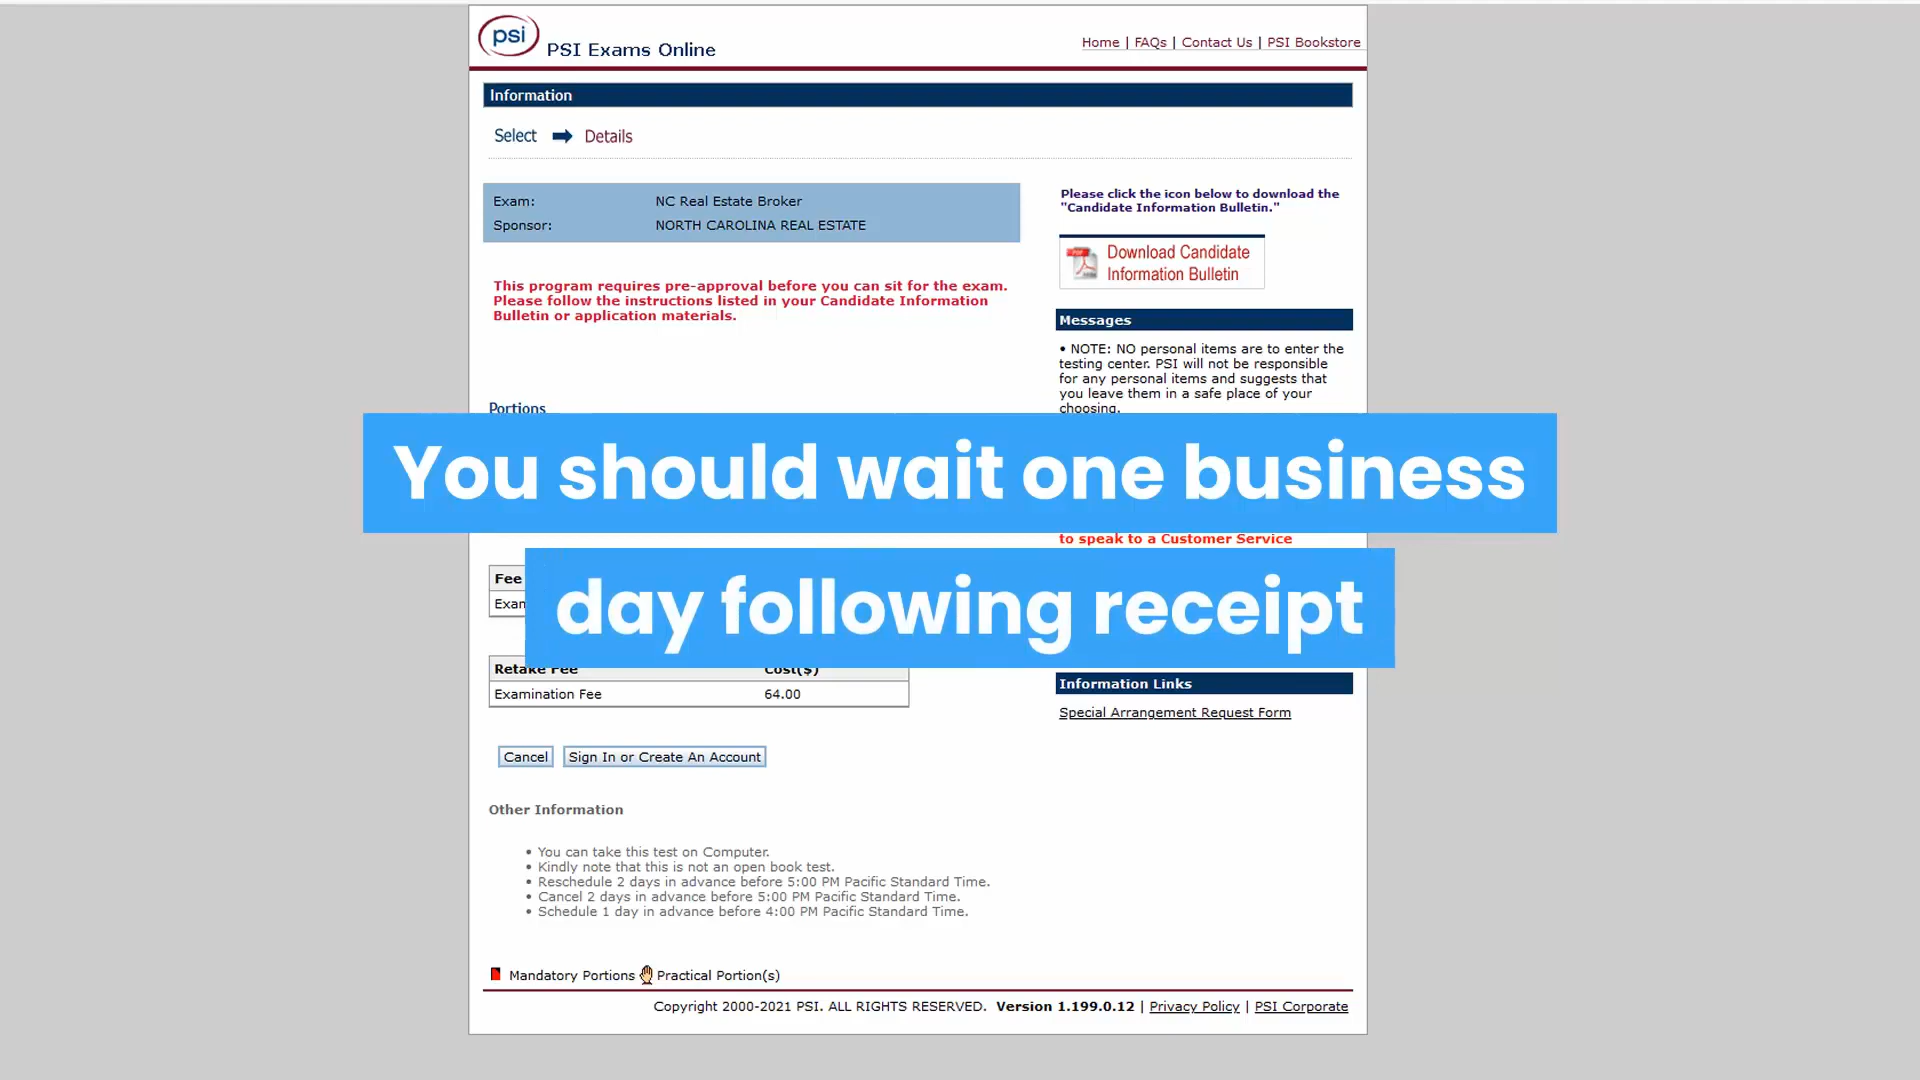 psi
PSI Exams Online
Home | FAQs | Contact Us | PSI Bookstore
Information
Select Details
Exam: NC Real Estate Broker
Sponsor: NORTH CAROLINA REAL ESTATE
This program requires pre-approval before you can sit for the exam.
Please follow the instructions listed in your Candidate Information
Bulletin or application materials.
Please click the icon below to download the
"Candidate Information Bulletin."
PDF
Download Candidate
Information Bulletin
Messages
• NOTE: NO personal items are to enter the
testing center. PSI will not be responsible
for any personal items and suggests that
you leave them in a safe place of your
choosing.
Portions
You should wait one business
to speak to a Customer Service
day following receipt
Fee
Retake Fee Cost($)
Examination Fee 64.00
Information Links
Special Arrangement Request Form
Cancel Sign In or Create An Account
Other Information
• You can take this test on Computer.
• Kindly note that this is not an open book test.
• Reschedule 2 days in advance before 5:00 PM Pacific Standard Time.
• Cancel 2 days in advance before 5:00 PM Pacific Standard Time.
• Schedule 1 day in advance before 4:00 PM Pacific Standard Time.
Mandatory Portions Practical Portion(s)
Copyright 2000-2021 PSI. ALL RIGHTS RESERVED. Version 1.199.0.12 | Privacy Policy | PSI Corporate